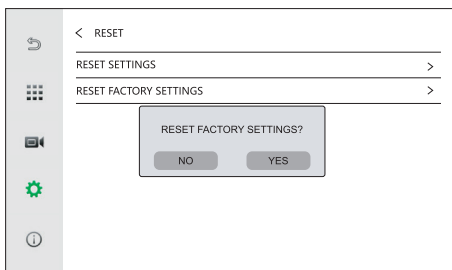 RESET
RESET SETTINGS
RESET FACTORY SETTINGS
RESET FACTORY SETTINGS?
NO YES